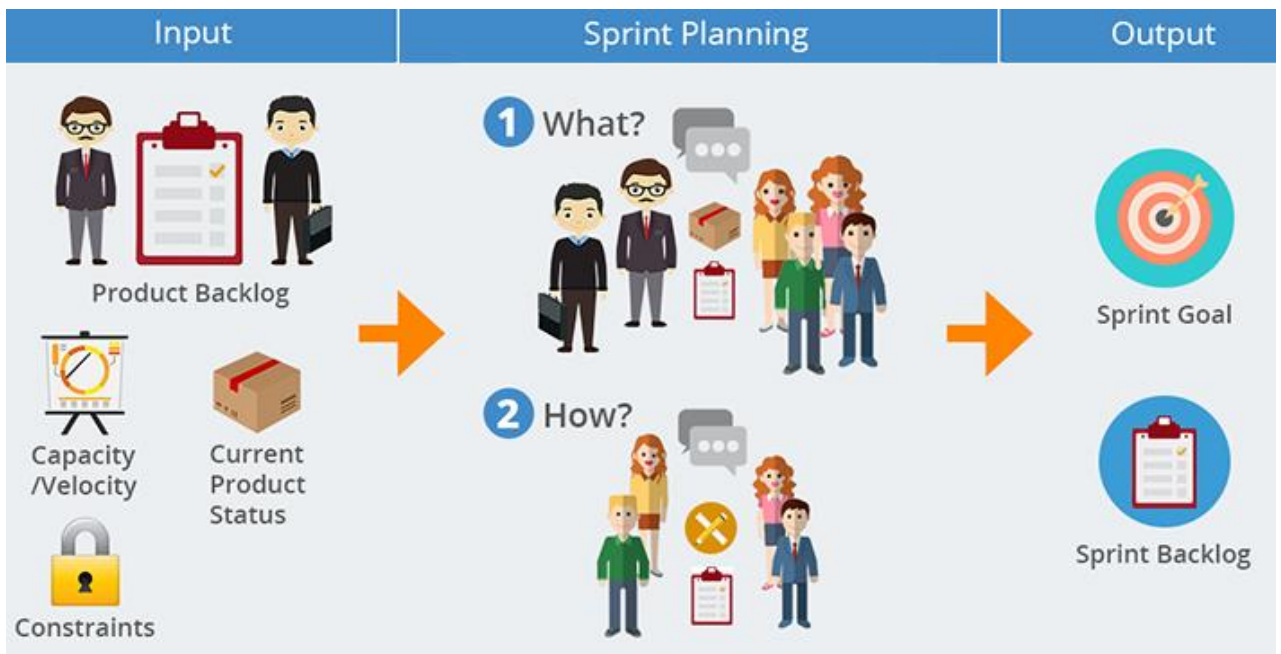 Input
Sprint Planning
Output
Product Backlog
Capacity
/Velocity
Current
Product
Status
Constraints
1 What?
2 How?
Sprint Goal
Sprint Backlog